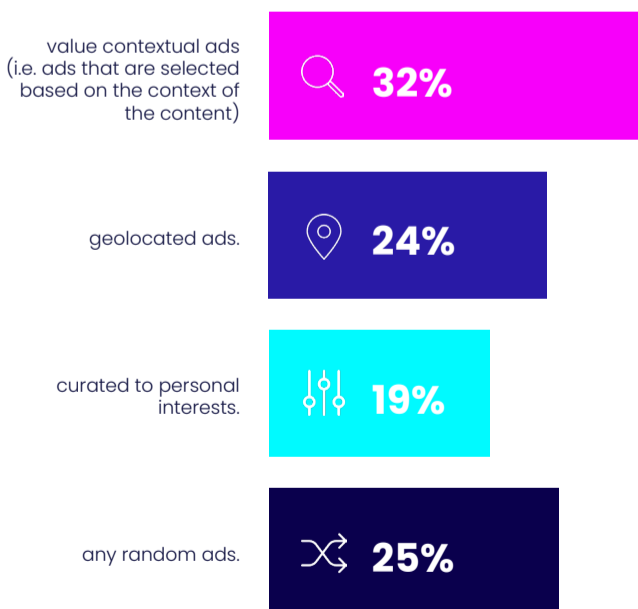 value contextual ads
(i.e. ads that are selected
based on the context of
the content)
32%
geolocated ads.
24%
curated to personal
interests.
19%
any random ads.
25%